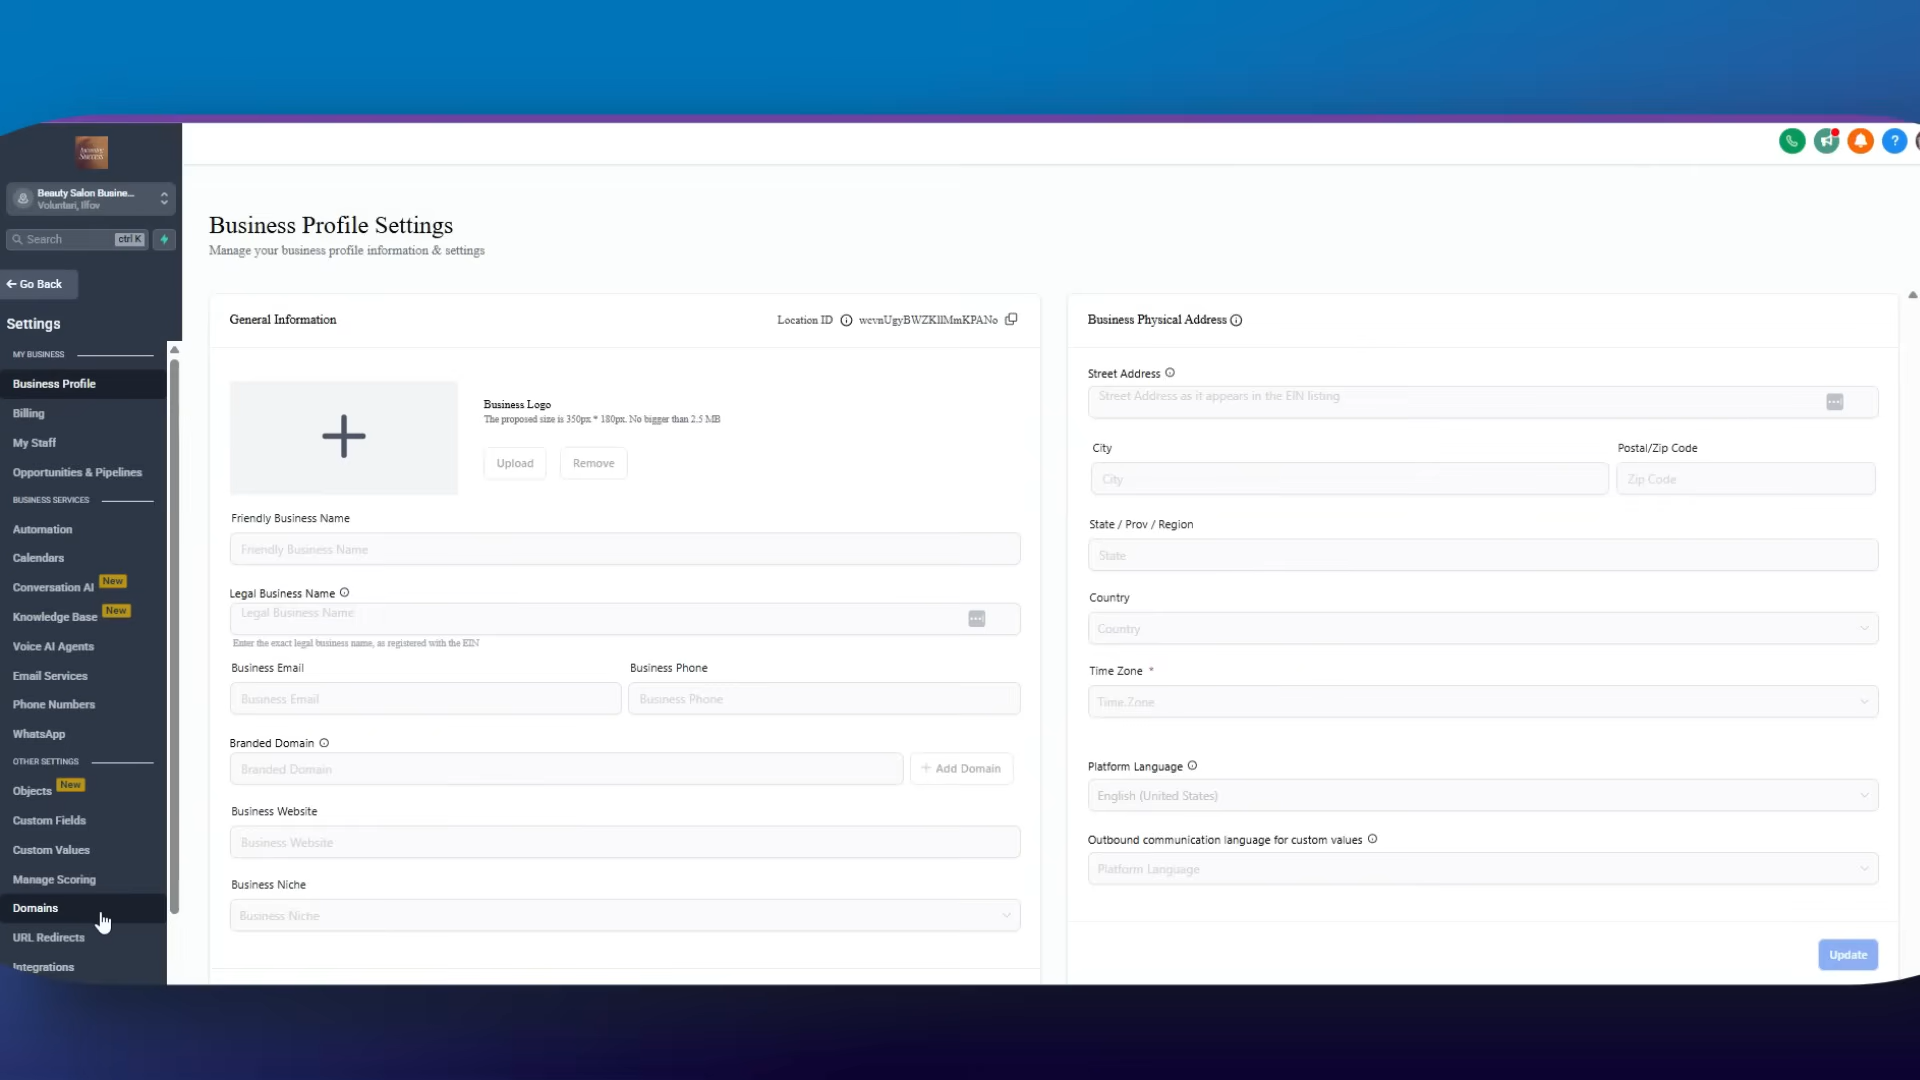 Beauty Salon Busine...
Voluntari, Ilfov
Search
ctrl K
Go Back
Settings
MY BUSINESS
Business Profile
Billing
My Staff
Opportunities & Pipelines
BUSINESS SERVICES
Automation
Calendars
Conversation AI New
Knowledge Base New
Voice AI Agents
Email Services
Phone Numbers
WhatsApp
OTHER SETTINGS
Objects New
Custom Fields
Custom Values
Manage Scoring
Domains
URL Redirects
Integrations
?
Business Profile Settings
Manage your business profile information & settings
General Information
Location ID
Business Logo
The proposed size is 350px * 180px. No bigger than 2.5 MB
Upload
Remove
Friendly Business Name
Friendly Business Name
Legal Business Name
Legal Business Name
Enter the exact legal business name, as registered with the EIN
Business Email
Business Phone
Business Email
Business Phone
Branded Domain
Branded Domain
+ Add Domain
Business Website
Business Website
Business Niche
Business Niche
Business Physical Address
Street Address
Street Address as it appears in the EIN listing
City
Postal/Zip Code
City
Zip Code
State / Prov / Region
State
Country
Country
Time Zone *
Time Zone
Platform Language
English (United States)
Outbound communication language for custom values
Platform Language
Update